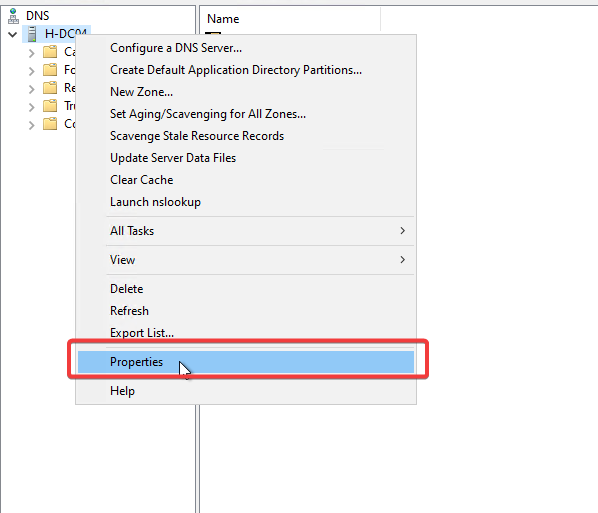 DNS
Name
H-DC04
Ca
Fo
Re
Tru
Co
Configure a DNS Server...
Create Default Application Directory Partitions...
New Zone...
Set Aging/Scavenging for All Zones...
Scavenge Stale Resource Records
Update Server Data Files
Clear Cache
Launch nslookup
All Tasks
View
Delete
Refresh
Export List...
Properties
Help